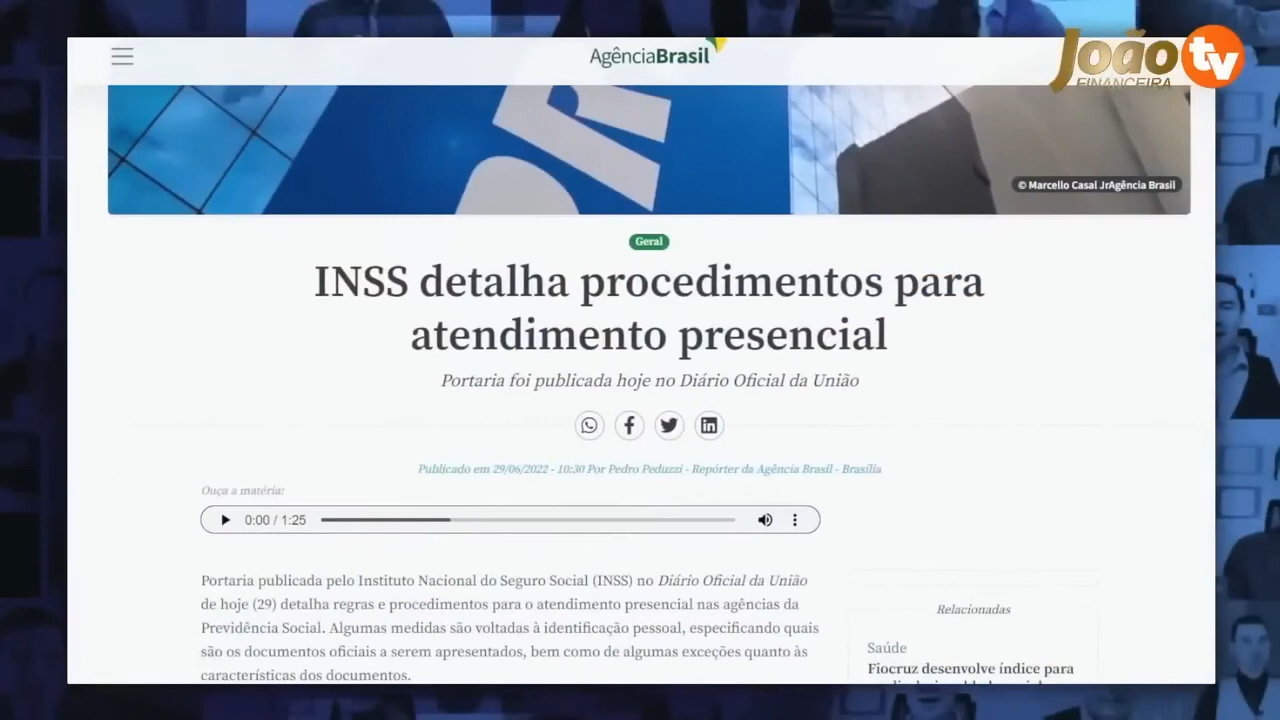 AgênciaBrasil
João tv
FINANCEIRA
PR
© Marcello Casal JrAgência Brasil
Geral
INSS detalha procedimentos para
atendimento presencial
Portaria foi publicada hoje no Diário Oficial da União
Publicado em 29/06/2022 - 10:30 Por Pedro Peduzzi - Repórter da Agência Brasil - Brasília
Ouça a matéria:
0:00 / 1:25
Portaria publicada pelo Instituto Nacional do Seguro Social (INSS) no Diário Oficial da União
de hoje (29) detalha regras e procedimentos para o atendimento presencial nas agências da
Previdência Social. Algumas medidas são voltadas à identificação pessoal, especificando quais
são os documentos oficiais a serem apresentados, bem como de algumas exceções quanto às
características dos documentos.
Relacionadas
Saúde
Fiocruz desenvolve índice para